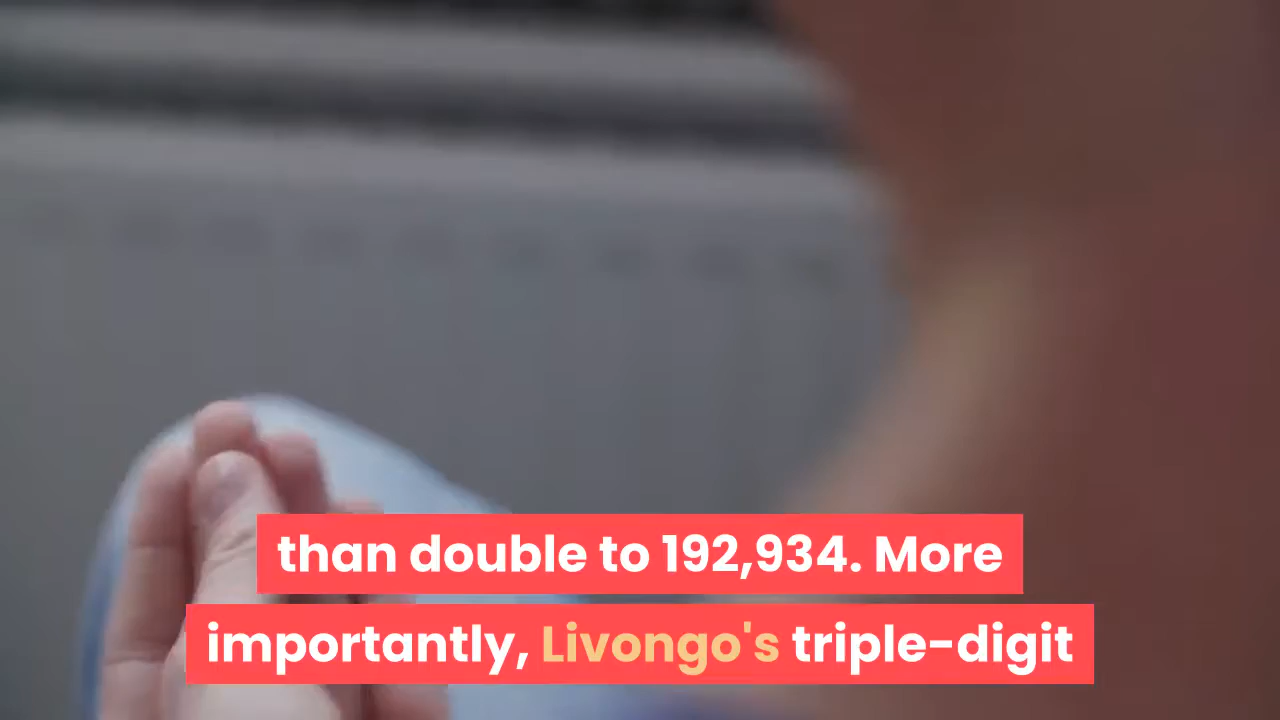 than double to 192,934. More
importantly, Livongo's triple-digit